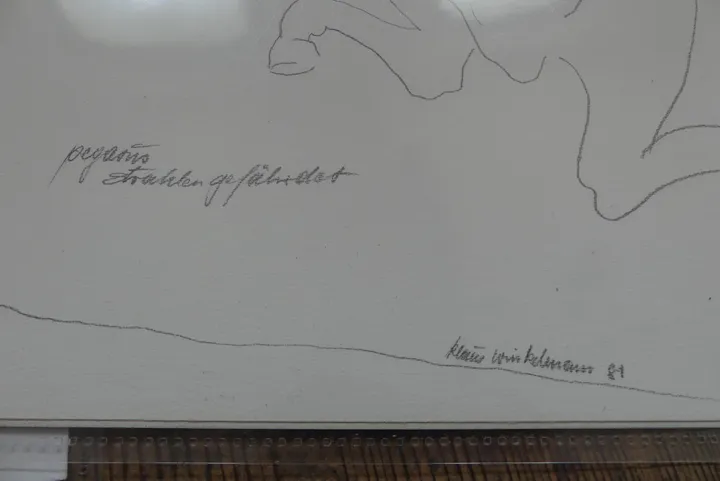 pegasus
strahlengefährdet
klaus winkelmann 81